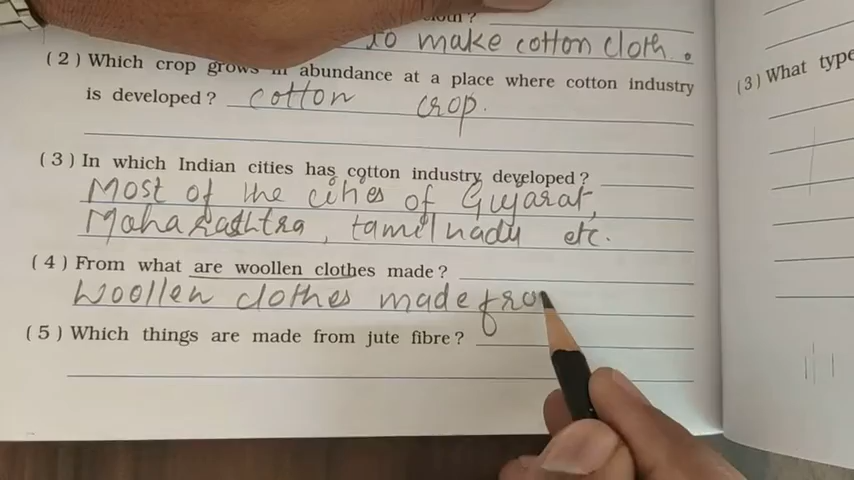 to make cotton cloth.
(2) Which crop grows in abundance at a place where cotton industry
is developed? cotton crop.
(3) In which Indian cities has cotton industry developed?
Most of the cities of Gujarat,
Maharashtra, tamilnadu etc.
(4) From what are woollen clothes made?
Woollen clothes made fro
(5) Which things are made from jute fibre?
(3) What type